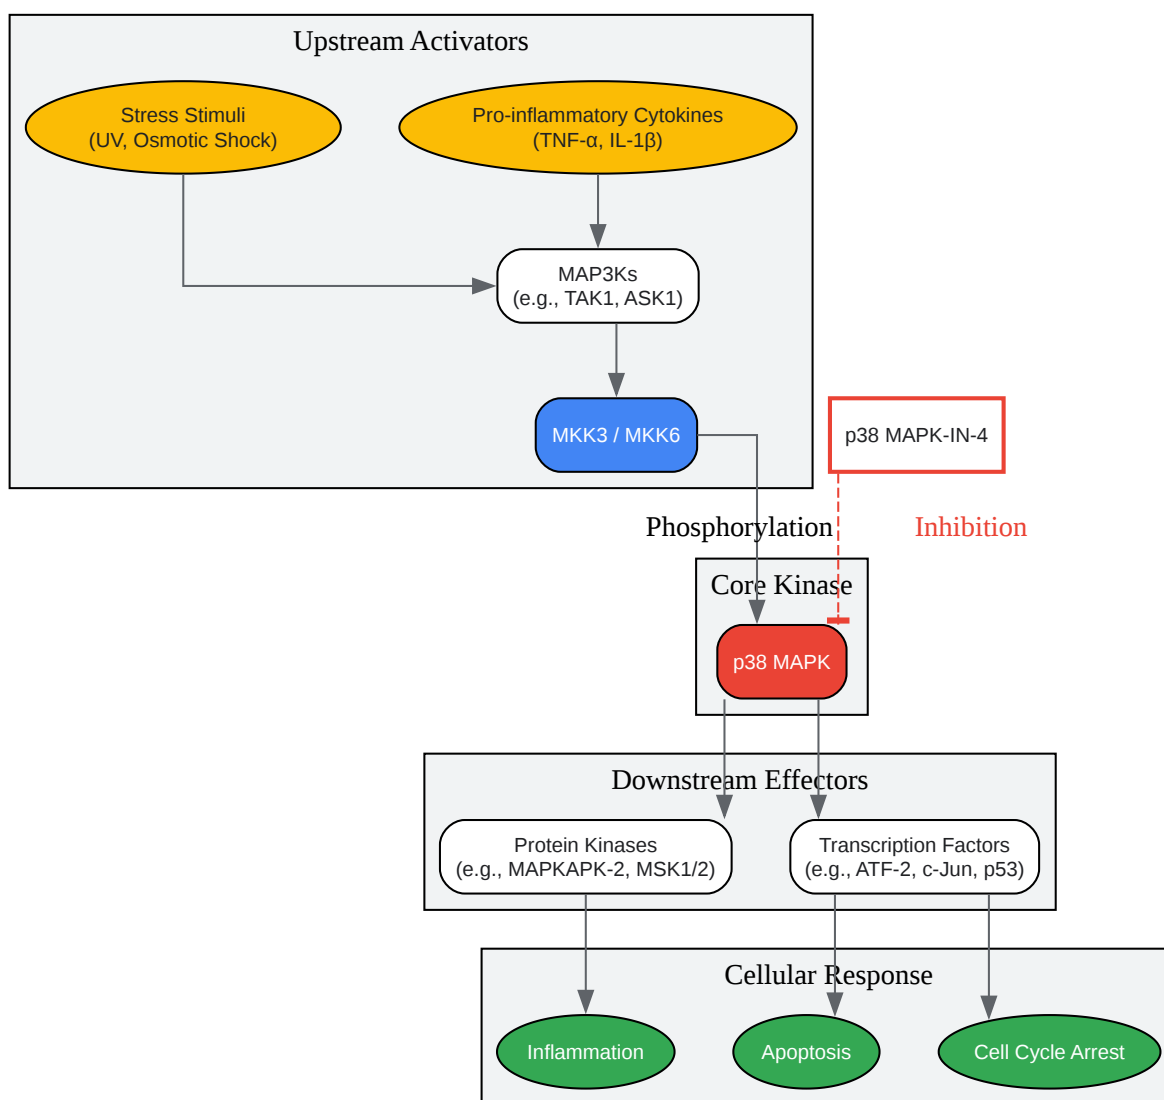 Upstream Activators
Stress Stimuli
(UV, Osmotic Shock)
Pro-inflammatory Cytokines
(TNF-α, IL-1β)
MAP3Ks
(e.g., TAK1, ASK1)
MKK3 / MKK6
p38 MAPK-IN-4
Phosphorylation
Inhibition
Core Kinase
p38 MAPK
Downstream Effectors
Protein Kinases
(e.g., MAPKAPK-2, MSK1/2)
Transcription Factors
(e.g., ATF-2, c-Jun, p53)
Cellular Response
Inflammation
Apoptosis
Cell Cycle Arrest